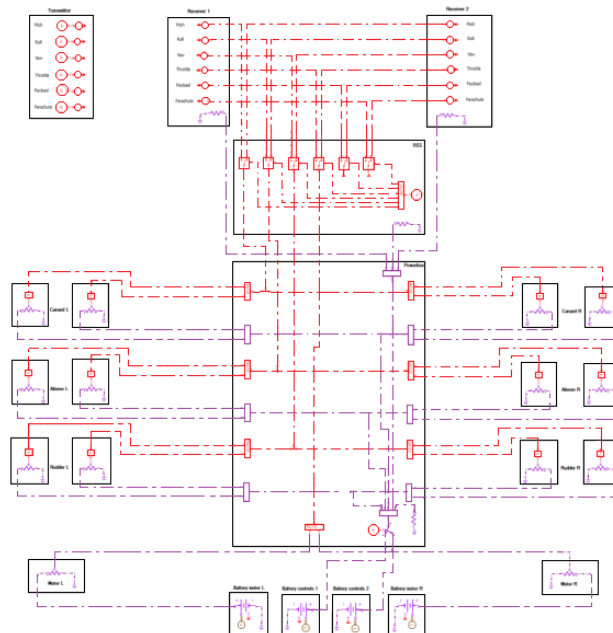 Transmitter
Pitch
Roll
Yaw
Throttle
Payload
Parachute
Receiver 1
Pitch
Roll
Yaw
Throttle
Payload
Parachute
Receiver 2
Pitch
Roll
Yaw
Throttle
Payload
Parachute
RSS
Powerbox
Canard L
Canard R
Aileron L
Aileron R
Rudder L
Rudder R
Motor L
Motor R
Battery motor L
Battery controls 1
Battery controls 2
Battery motor R